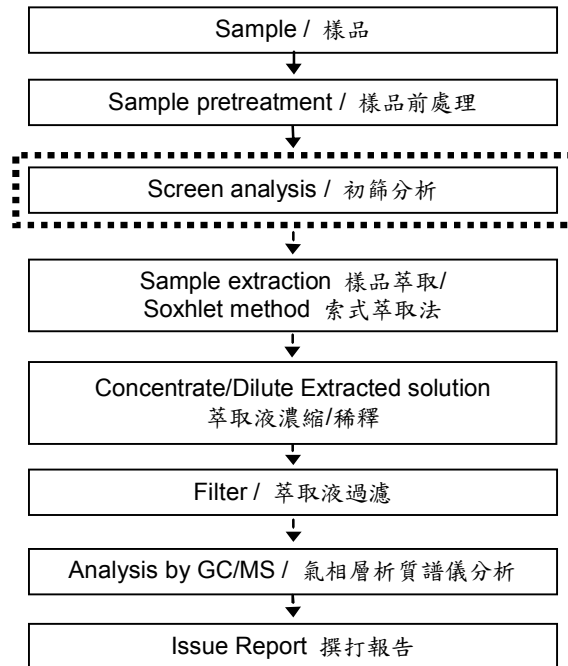 Sample / 樣品
Sample pretreatment / 樣品前處理
Screen analysis / 初篩分析
Sample extraction 樣品萃取/
Soxhlet method 索式萃取法
Concentrate/Dilute Extracted solution
萃取液濃縮/稀釋
Filter / 萃取液過濾
Analysis by GC/MS / 氣相層析質譜儀分析
Issue Report 撰打報告